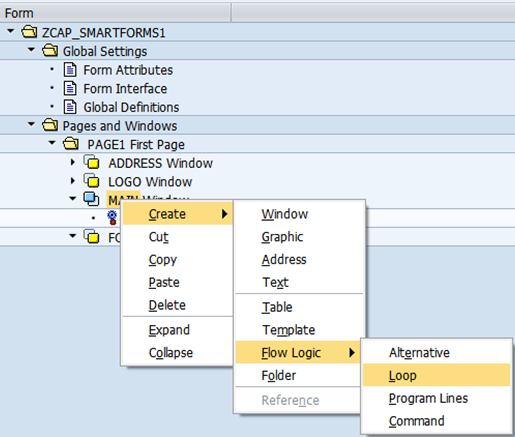 Form
ZCAP_SMARTFORMS1
Global Settings
Form Attributes
Form Interface
Global Definitions
Pages and Windows
PAGE1 First Page
ADDRESS Window
LOGO Window
MAIN Window
FO
Create
Cut
Copy
Paste
Delete
Expand
Collapse
Window
Graphic
Address
Text
Table
Template
Flow Logic
Folder
Reference
Alternative
Loop
Program Lines
Command